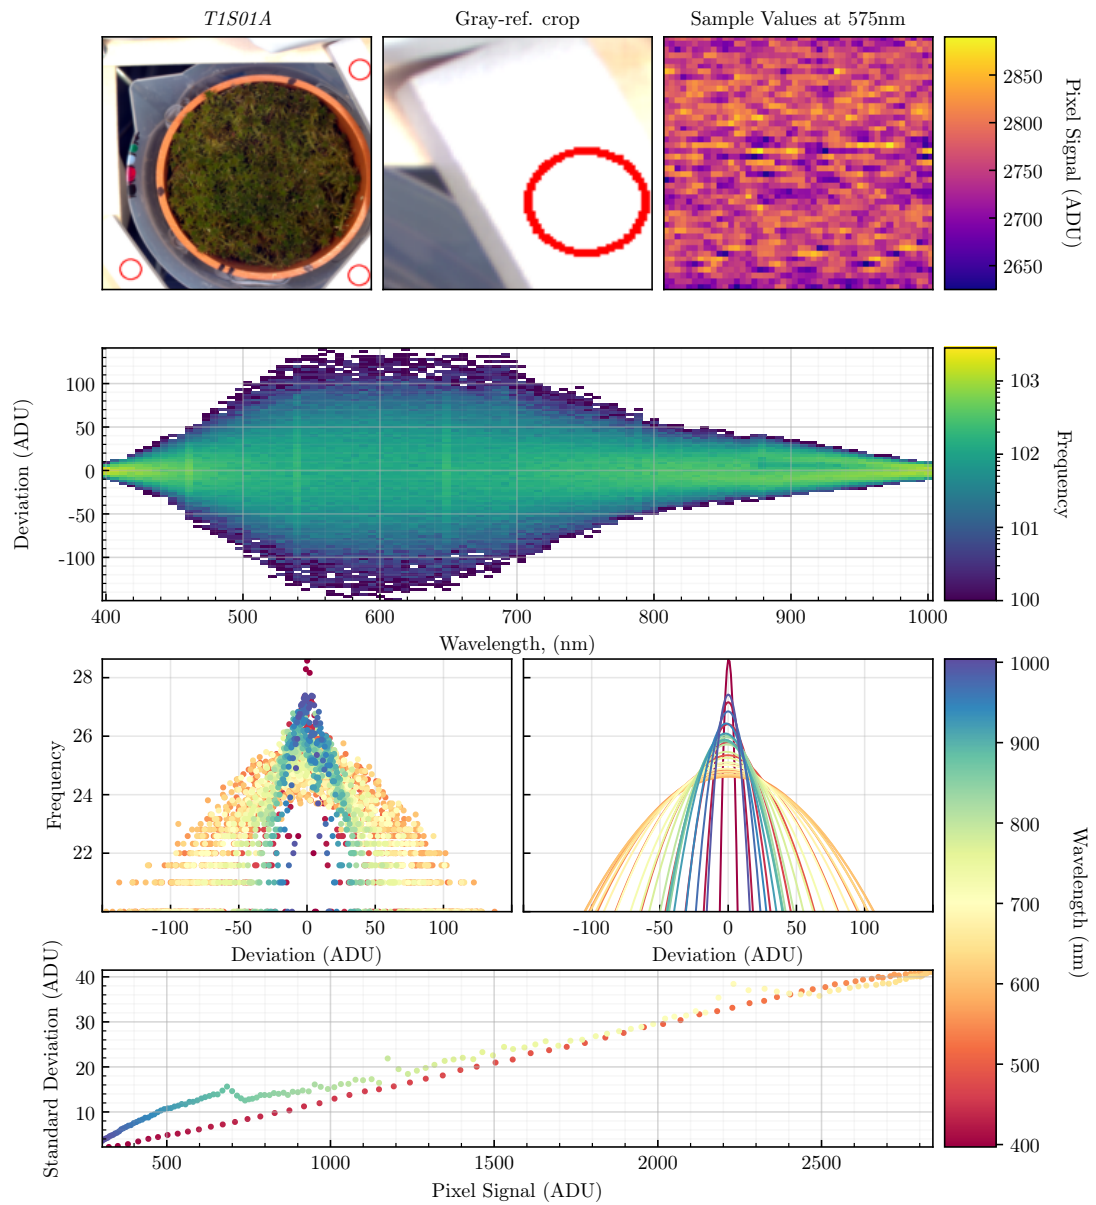 T1S01A
Gray-ref. crop
Sample Values at 575nm
2850
2800
2750
2700
2650
Pixel Signal (ADU)
100
50
0
-50
-100
Deviation (ADU)
400 500 600 700 800 900 1000
Wavelength, (nm)
103
102
101
100
Frequency
28
26
24
22
Frequency
-100 -50 0 50 100
Deviation (ADU)
-100 -50 0 50 100
Deviation (ADU)
1000
900
800
700
600
500
400
Wavelength (nm)
40
30
20
10
Standard Deviation (ADU)
500 1000 1500 2000 2500
Pixel Signal (ADU)